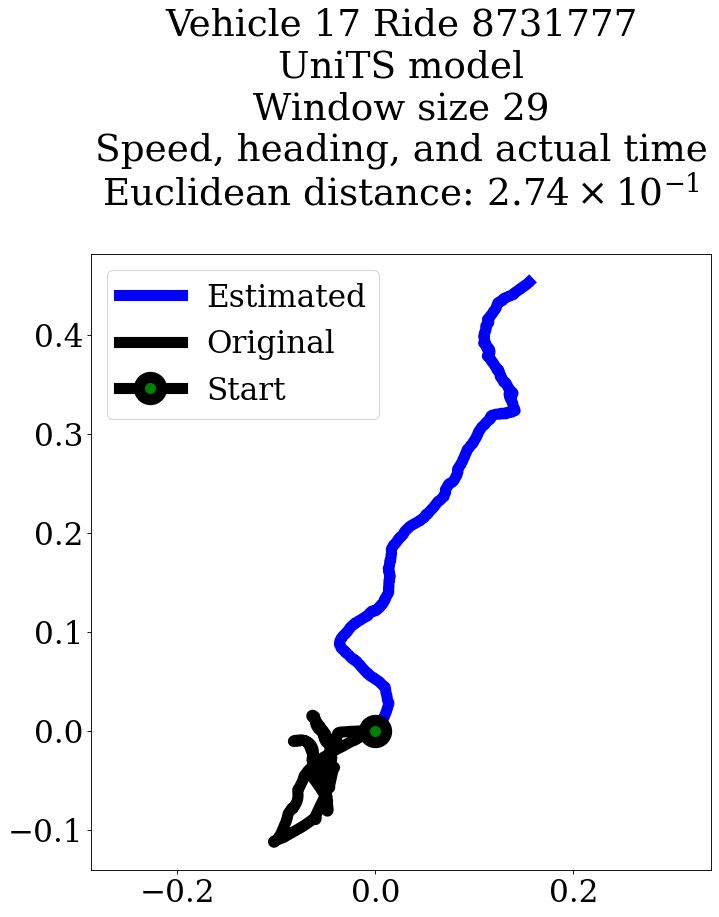 Vehicle 17 Ride 8731777
UniTS model
Window size 29
Speed, heading, and actual time
Euclidean distance: 2.74 × 10⁻¹
Estimated
Original
Start
0.4
0.3
0.2
0.1
0.0
−0.1
−0.2 0.0 0.2